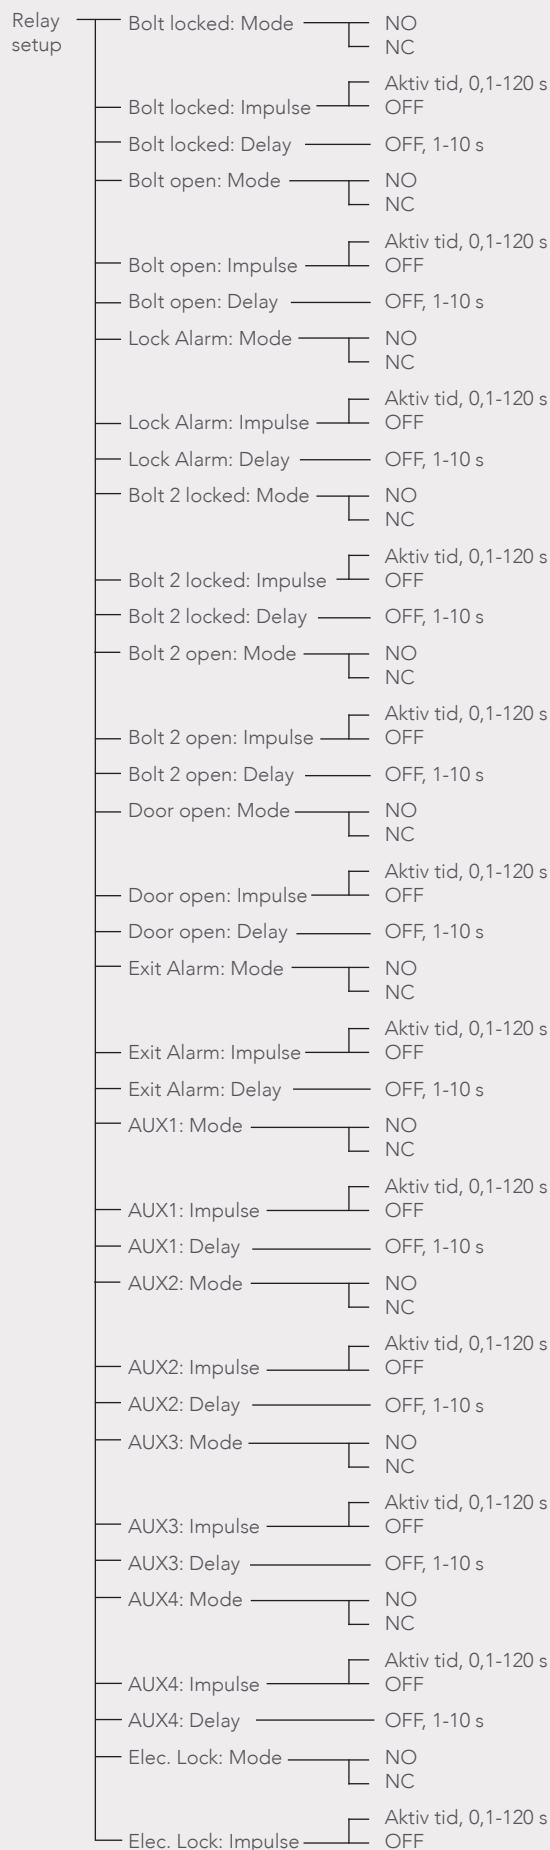 Relay
setup
Bolt locked: Mode NO
NC
Aktiv tid, 0,1-120 s
Bolt locked: Impulse OFF
Bolt locked: Delay OFF, 1-10 s
Bolt open: Mode NO
NC
Aktiv tid, 0,1-120 s
Bolt open: Impulse OFF
Bolt open: Delay OFF, 1-10 s
Lock Alarm: Mode NO
NC
Aktiv tid, 0,1-120 s
Lock Alarm: Impulse OFF
Lock Alarm: Delay OFF, 1-10 s
Bolt 2 locked: Mode NO
NC
Aktiv tid, 0,1-120 s
Bolt 2 locked: Impulse OFF
Bolt 2 locked: Delay OFF, 1-10 s
Bolt 2 open: Mode NO
NC
Aktiv tid, 0,1-120 s
Bolt 2 open: Impulse OFF
Bolt 2 open: Delay OFF, 1-10 s
Door open: Mode NO
NC
Aktiv tid, 0,1-120 s
Door open: Impulse OFF
Door open: Delay OFF, 1-10 s
Exit Alarm: Mode NO
NC
Aktiv tid, 0,1-120 s
Exit Alarm: Impulse OFF
Exit Alarm: Delay OFF, 1-10 s
AUX1: Mode NO
NC
Aktiv tid, 0,1-120 s
AUX1: Impulse OFF
AUX1: Delay OFF, 1-10 s
AUX2: Mode NO
NC
Aktiv tid, 0,1-120 s
AUX2: Impulse OFF
AUX2: Delay OFF, 1-10 s
AUX3: Mode NO
NC
Aktiv tid, 0,1-120 s
AUX3: Impulse OFF
AUX3: Delay OFF, 1-10 s
AUX4: Mode NO
NC
Aktiv tid, 0,1-120 s
AUX4: Impulse OFF
AUX4: Delay OFF, 1-10 s
Elec. Lock: Mode NO
NC
Aktiv tid, 0,1-120 s
Elec. Lock: Impulse OFF